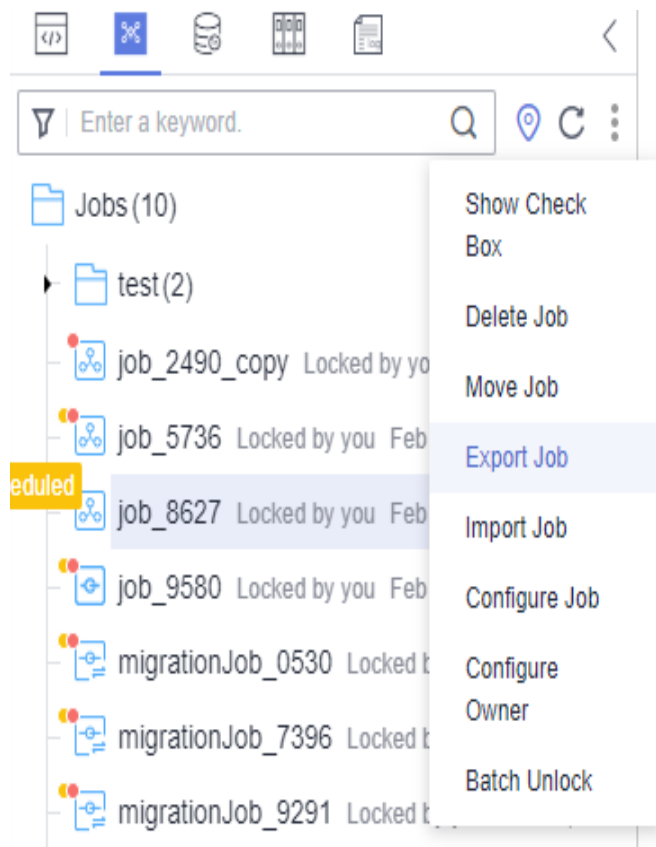 Enter a keyword.
Jobs (10)
Show Check
Box
test (2)
Delete Job
job_2490_copy Locked by yo
Move Job
job_5736 Locked by you Feb
Export Job
eduled
job_8627 Locked by you Feb
Import Job
job_9580 Locked by you Feb
Configure Job
migrationJob_0530 Locked b
Configure
Owner
migrationJob_7396 Locked b
Batch Unlock
migrationJob_9291 Locked b